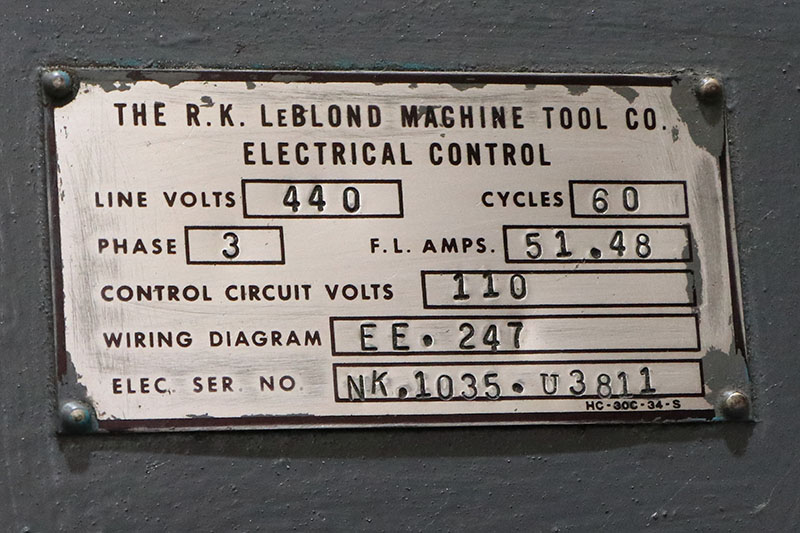 THE R.K. LEBLOND MACHINE TOOL CO.
ELECTRICAL CONTROL
LINE VOLTS 440 CYCLES 60
PHASE 3 F.L. AMPS. 51.48
CONTROL CIRCUIT VOLTS 110
WIRING DIAGRAM EE. 247
ELEC. SER. NO. NK.1035.U3811
HC-30C-34-S